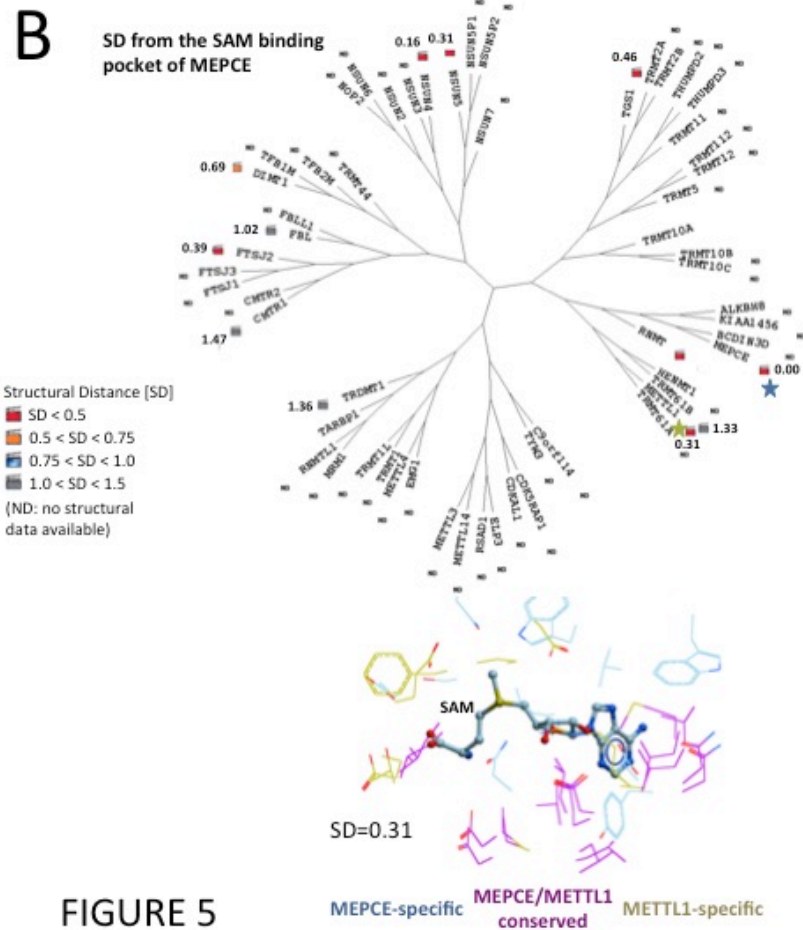 B
SD from the SAM binding
pocket of MEPCE
0.16
0.31
0.46
0.69
1.02
0.39
1.47
1.36
0.00
1.33
0.31
NSUN5P1
NSUN5P2
NSUN5
NSUN7
NSUN4
NSUN3
NSUN2
NSUN6
NOP2
TRMT44
TFB2M
TFB1M
DIMT1
FBLL1
FBL
FTSJ2
FTSJ3
FTSJ1
CMTR2
CMTR1
TRDMT1
TARBP1
RNMTL1
MRM1
TRMT1L
TRMT1
METTL4
EMG1
METTL3
METTL14
RSAD1
ELP3
CDKAL1
CDK5RAP1
TYW3
C9orf114
TRMT61A
METTL1
TRMT61B
HENMT1
RNMT
MEPCE
BCDIN3D
KIAA1456
ALKBH8
TRMT10C
TRMT10B
TRMT10A
TRMT5
TRMT12
TRMT112
TRMT11
THUMPD3
THUMPD2
TRMT2B
TRMT2A
TGS1
Structural Distance [SD]
SD < 0.5
0.5 < SD < 0.75
0.75 < SD < 1.0
1.0 < SD < 1.5
(ND: no structural
data available)
SAM
SD=0.31
FIGURE 5
MEPCE-specific
MEPCE/METTL1
conserved
METTL1-specific